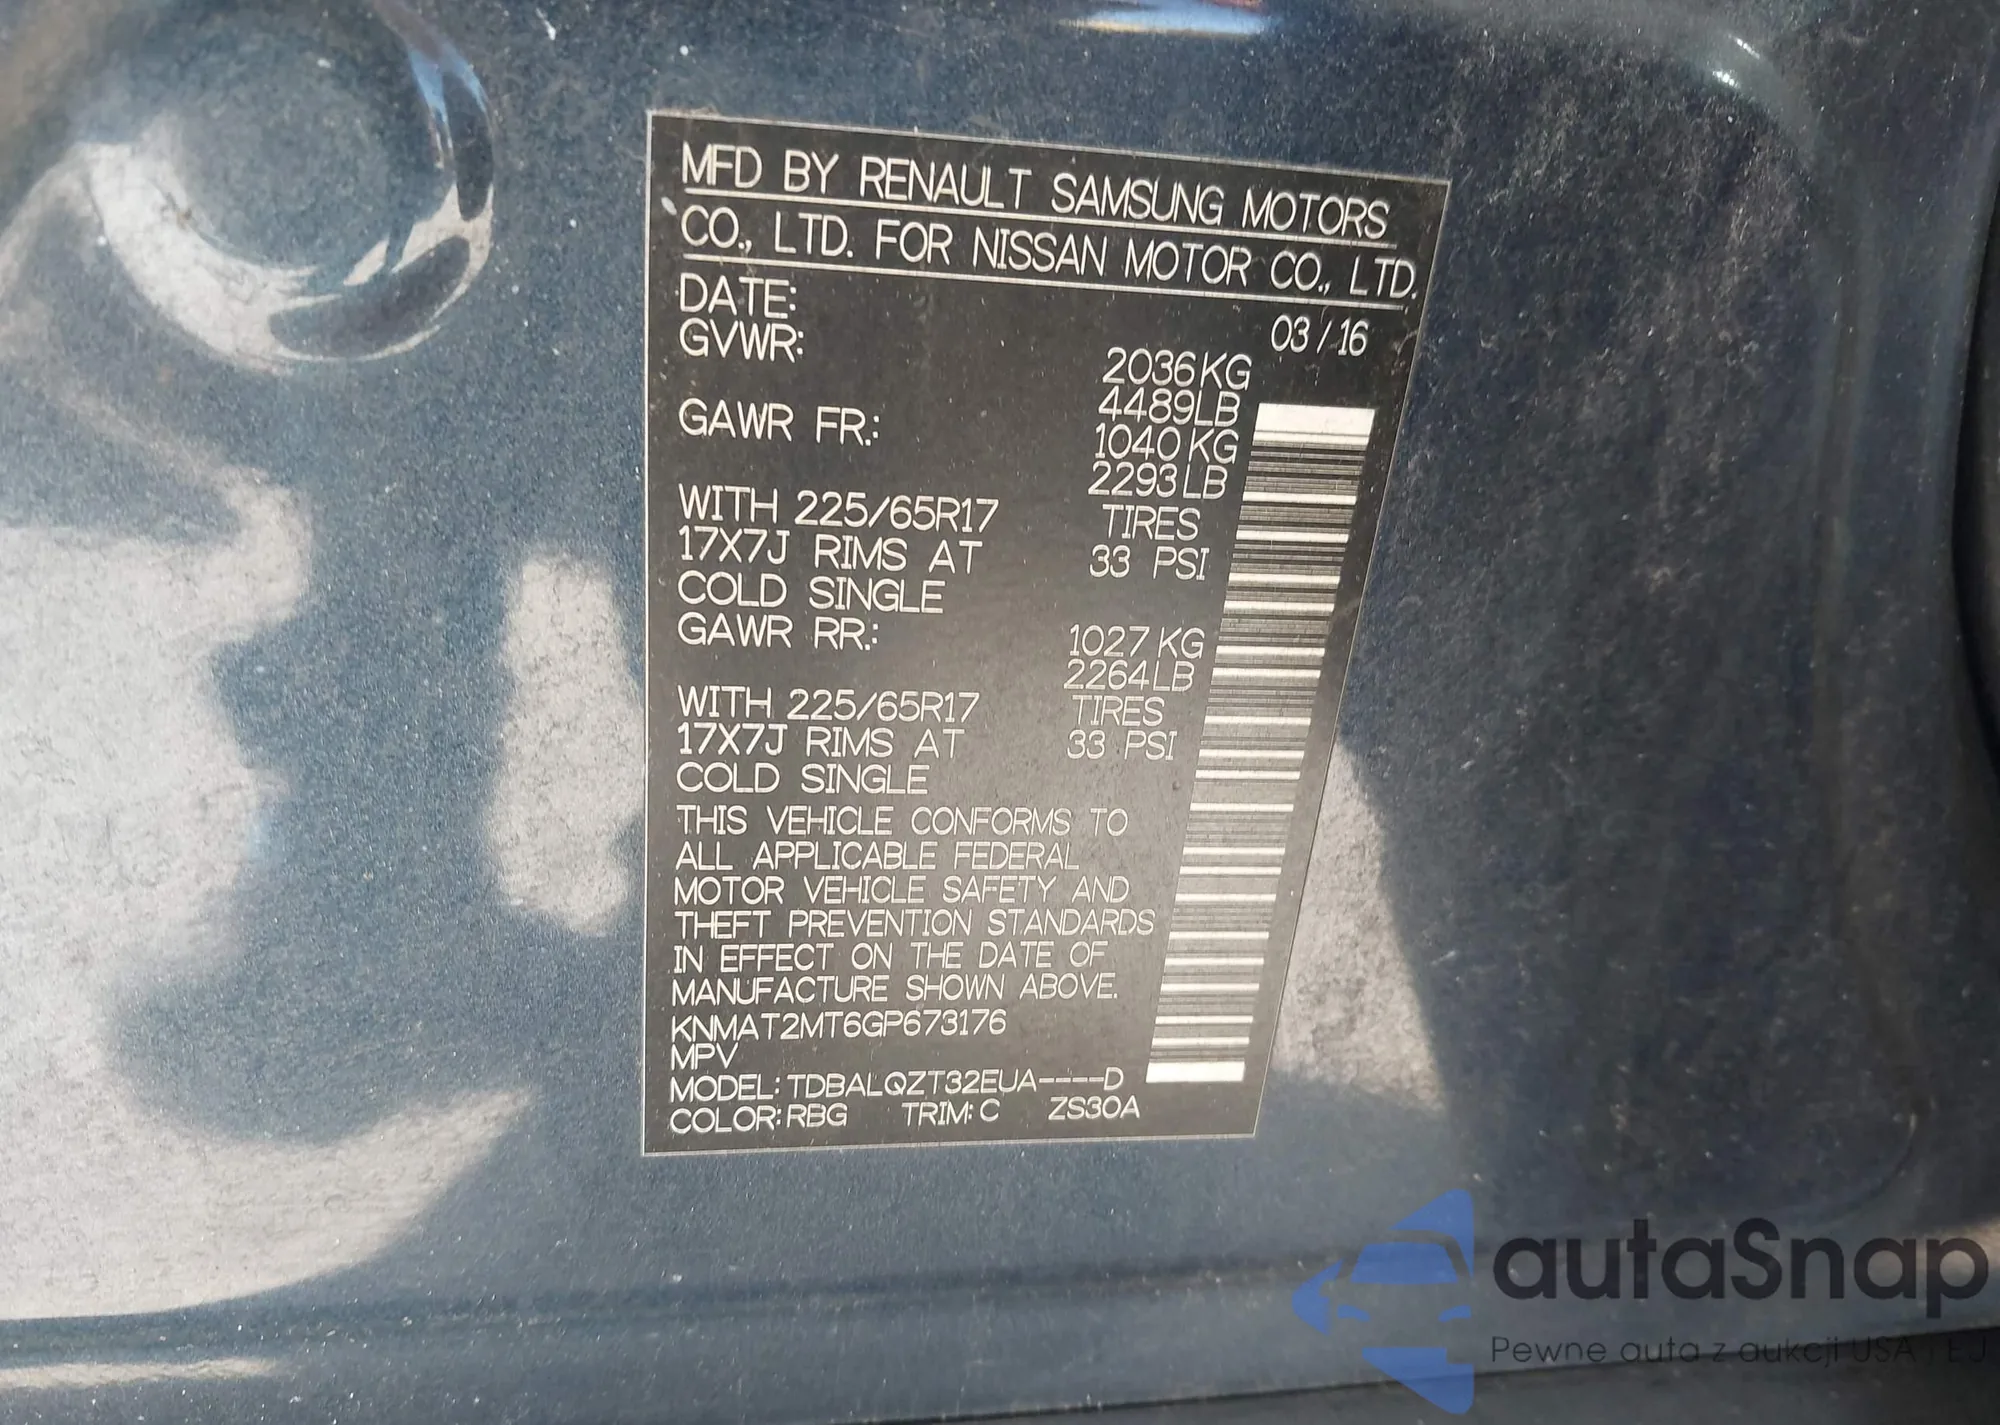 MFD BY RENAULT SAMSUNG MOTORS
CO., LTD. FOR NISSAN MOTOR CO., LTD.
DATE: 03/16
GVWR: 2036KG
4489LB
GAWR FR.: 1040KG
2293LB
WITH 225/65R17 TIRES
17X7J RIMS AT 33 PSI
COLD SINGLE
GAWR RR.: 1027KG
2264LB
WITH 225/65R17 TIRES
17X7J RIMS AT 33 PSI
COLD SINGLE
THIS VEHICLE CONFORMS TO
ALL APPLICABLE FEDERAL
MOTOR VEHICLE SAFETY AND
THEFT PREVENTION STANDARDS
IN EFFECT ON THE DATE OF
MANUFACTURE SHOWN ABOVE.
KNMAT2MT6GP673176
MPV
MODEL: TDBALQZT32EUA----D
COLOR: RBG TRIM: C ZS30A
autaSnap
Pewne auta z aukcji USA i EJ